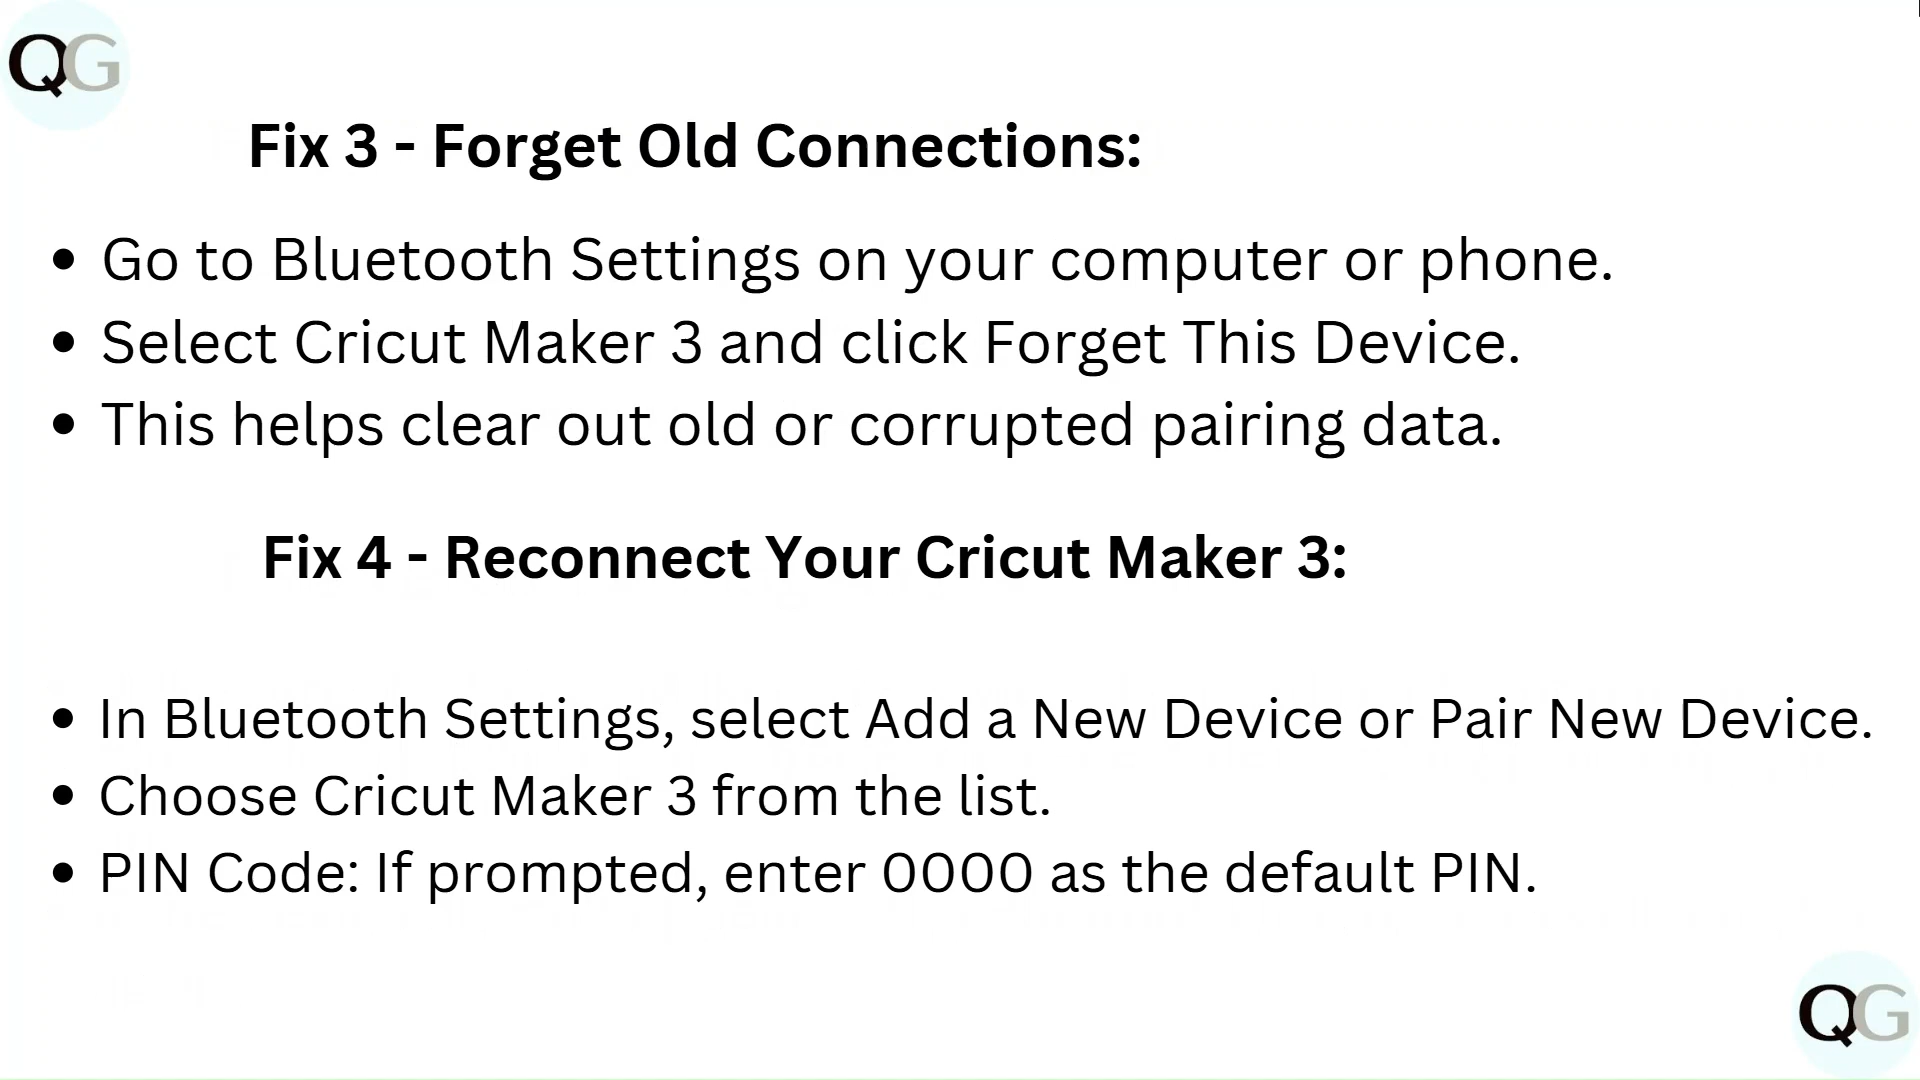 QG
Fix 3 - Forget Old Connections:
• Go to Bluetooth Settings on your computer or phone.
• Select Cricut Maker 3 and click Forget This Device.
• This helps clear out old or corrupted pairing data.
Fix 4 - Reconnect Your Cricut Maker 3:
• In Bluetooth Settings, select Add a New Device or Pair New Device.
• Choose Cricut Maker 3 from the list.
• PIN Code: If prompted, enter 0000 as the default PIN.
QG